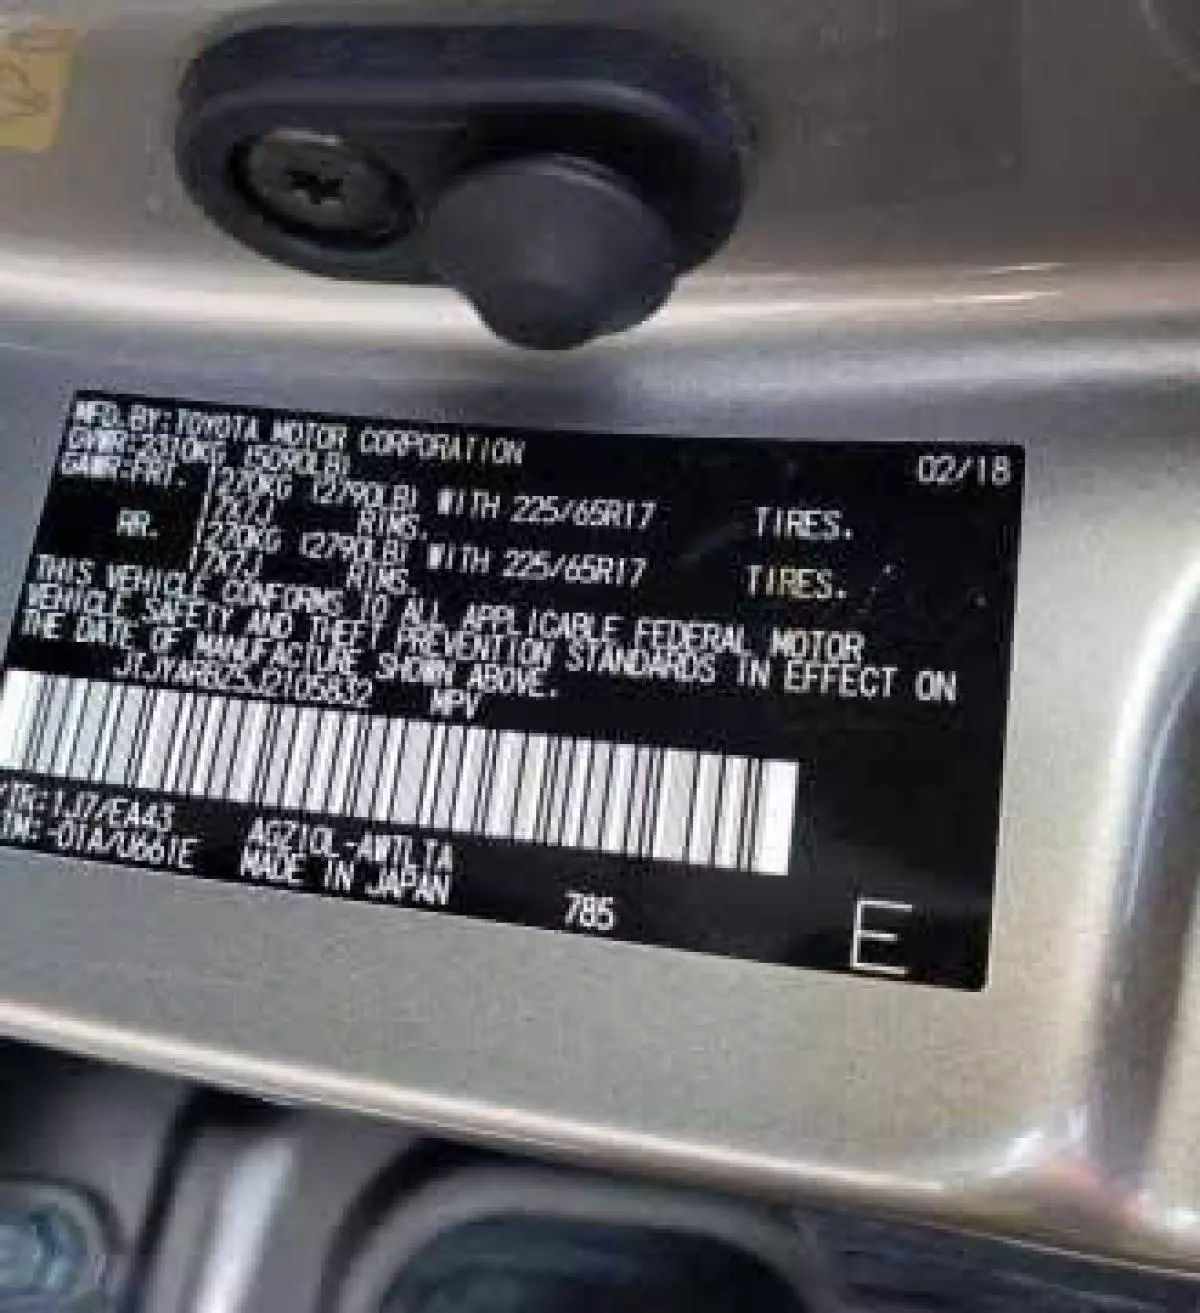 MFD.BY:TOYOTA MOTOR CORPORATION 02/18
GVWR:2310KG (5090LB)
GAWR:FRT. 1270KG (2790LB) WITH 225/65R17 TIRES.
17X7J RIMS.
RR. 1270KG (2790LB) WITH 225/65R17 TIRES.
17X7J RIMS.
THIS VEHICLE CONFORMS TO ALL APPLICABLE FEDERAL MOTOR
VEHICLE SAFETY AND THEFT PREVENTION STANDARDS IN EFFECT ON
THE DATE OF MANUFACTURE SHOWN ABOVE.
MPV
C/TR:1J7/EA43 AGZ10L-AWTLTA
A/TM:-01A/U661E MADE IN JAPAN 785 E